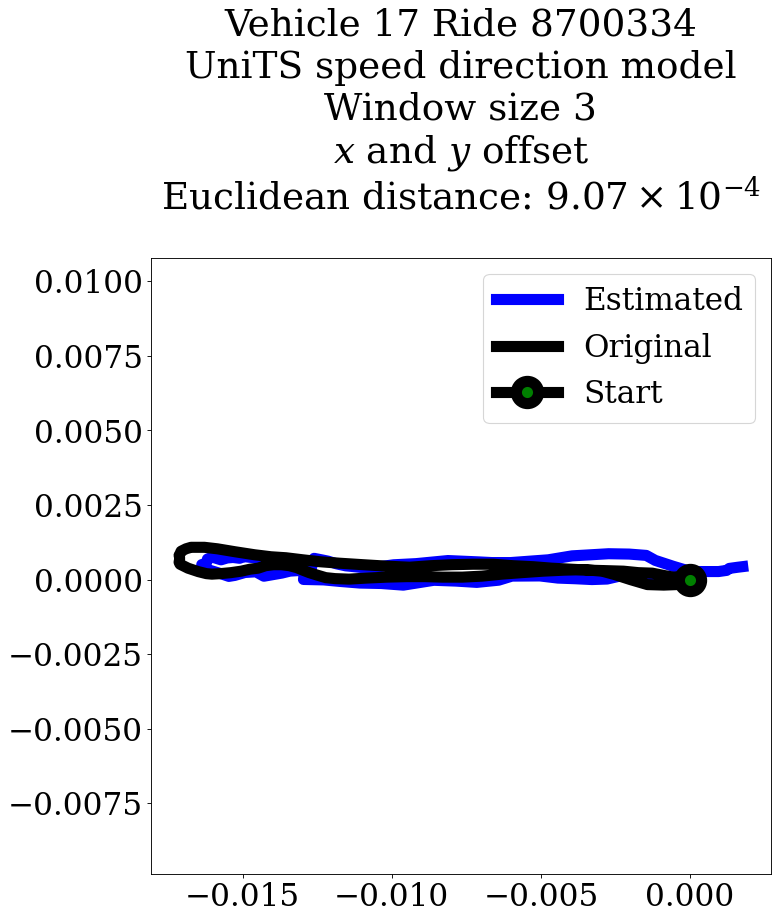 Vehicle 17 Ride 8700334
UniTS speed direction model
Window size 3
x and y offset
Euclidean distance: 9.07 × 10⁻⁴
Estimated
Original
Start
0.0100
0.0075
0.0050
0.0025
0.0000
−0.0025
−0.0050
−0.0075
−0.015 −0.010 −0.005 0.000